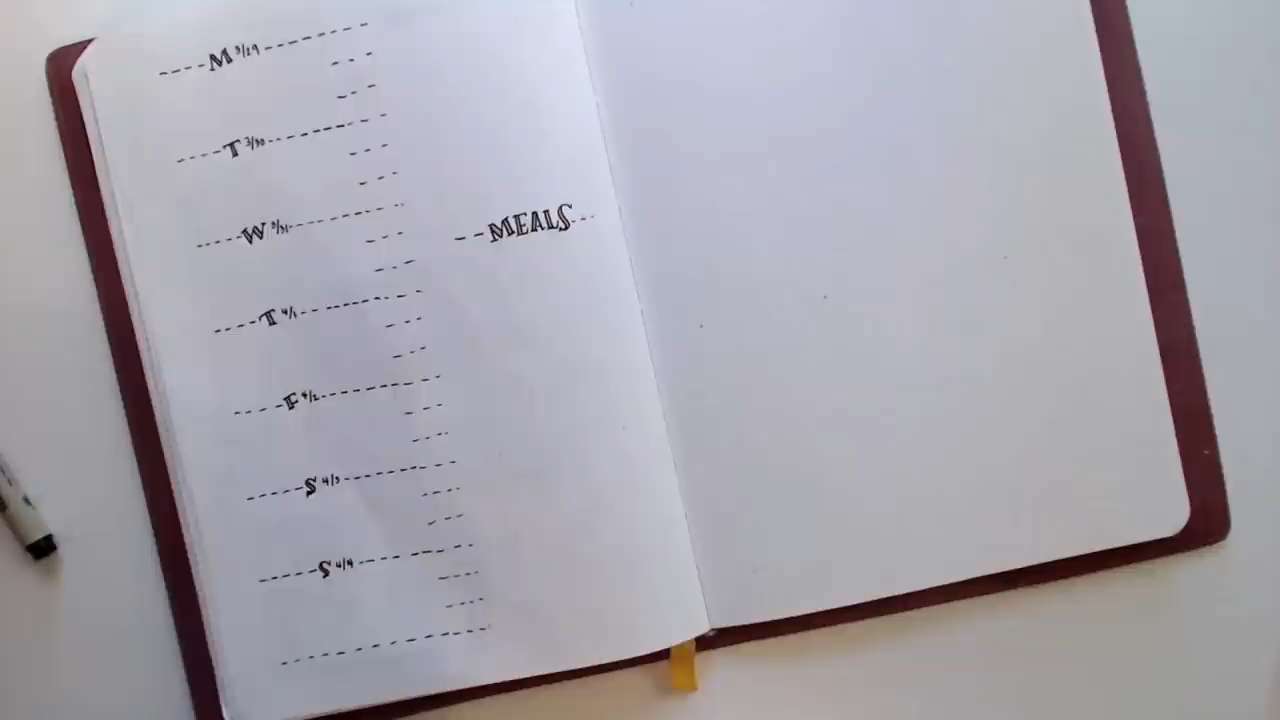 M 3/29
T 3/30
W 3/31
MEALS
T 4/1
F 4/2
S 4/3
S 4/4